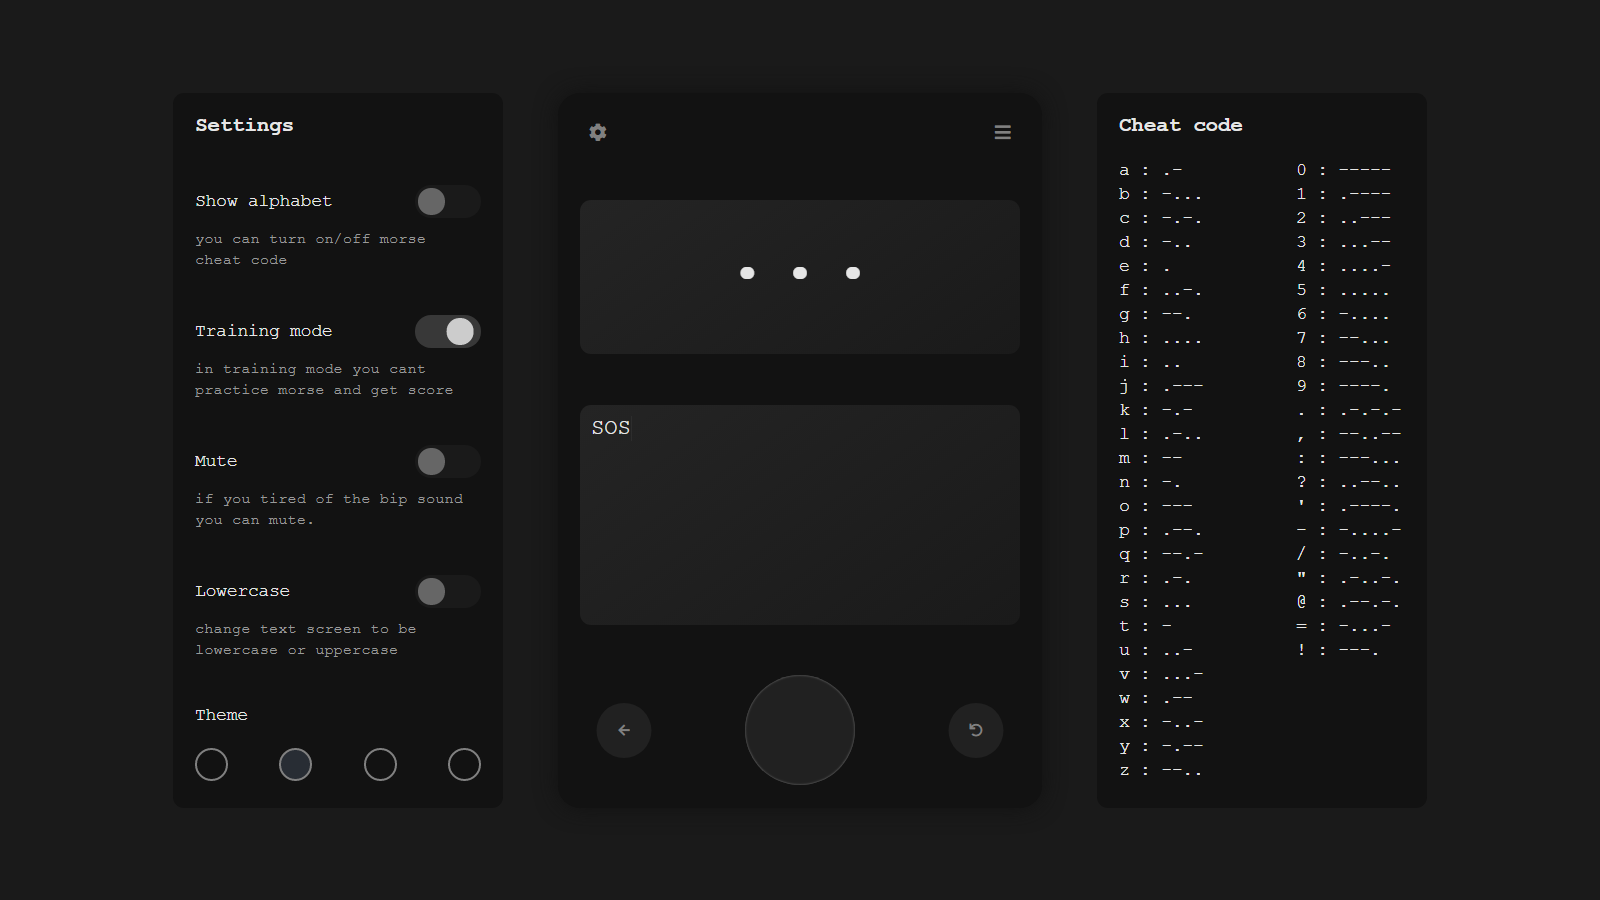 Settings
Show alphabet
you can turn on/off morse
cheat code
Training mode
in training mode you cant
practice morse and get score
Mute
if you tired of the bip sound
you can mute.
Lowercase
change text screen to be
lowercase or uppercase
Theme
...
SOS
Cheat code
a : .-
b : -...
c : -.-.
d : -..
e : .
f : ..-.
g : --.
h : ....
i : ..
j : .---
k : -.-
l : .-..
m : --
n : -.
o : ---
p : .--.
q : --.-
r : .-.
s : ...
t : -
u : ..-
v : ...-
w : .--
x : -..-
y : -.--
z : --..
0 : -----
1 : .----
2 : ..---
3 : ...--
4 : ....-
5 : .....
6 : -....
7 : --...
8 : ---..
9 : ----.
. : .-.-.-
, : --..--
: : ---...
? : ..--..
' : .----.
- : -....-
/ : -..-.
" : .-..-.
@ : .--.-.
= : -...-
! : ---.